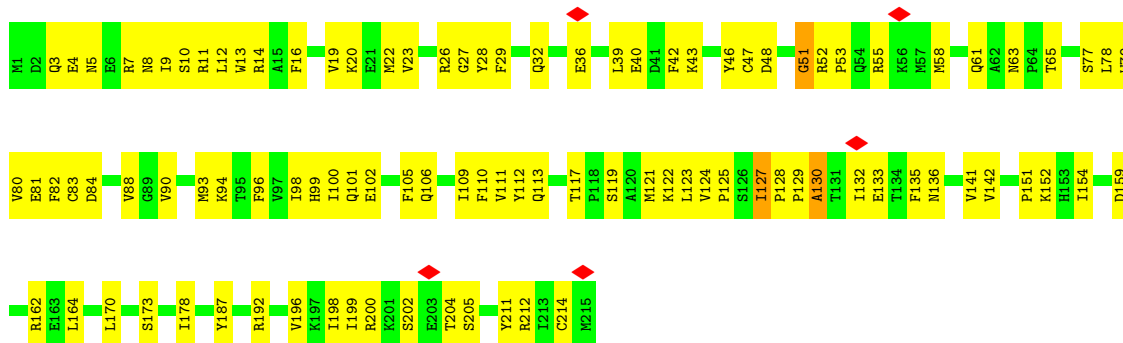 M1 D2 Q3 E4 N5 E6 R7 N8 I9 S10 R11 L12 W13 R14 A15 F16 V19 K20 E21 M22 V23 R26 G27 Y28 F29 Q32 E36 L39 E40 D41 F42 K43 Y46 C47 D48 G51 R52 P53 Q54 R55 K56 M57 M58 Q61 A62 N63 P64 T65 S77 L78
V80 E81 F82 C83 D84 V88 G89 V90 M93 K94 T95 F96 V97 I98 H99 I100 Q101 E102 F105 Q106 I109 F110 V111 Y112 Q113 T117 P118 S119 A120 M121 K122 L123 V124 P125 S126 I127 P128 P129 A130 T131 I132 E133 T134 F135 N136 V141 V142 P151 K152 H153 I154 D159
R162 E163 L164 L170 S173 I178 Y187 R192 V196 K197 I198 I199 R200 K201 S202 E203 T204 S205 Y211 R212 I213 C214 M215